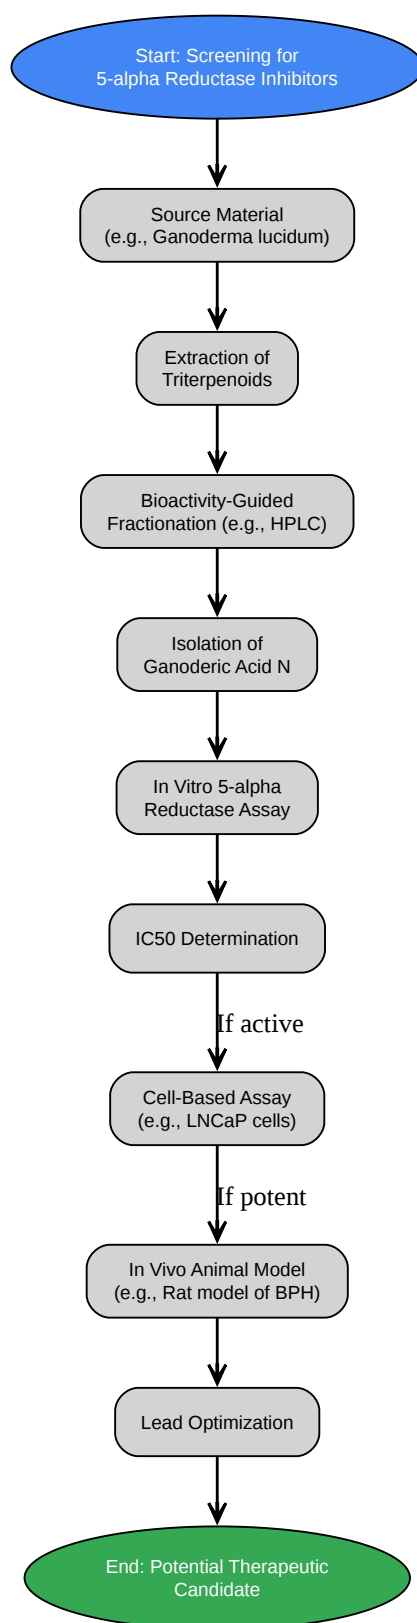 Start: Screening for
5-alpha Reductase Inhibitors
Source Material
(e.g., Ganoderma lucidum)
Extraction of
Triterpenoids
Bioactivity-Guided
Fractionation (e.g., HPLC)
Isolation of
Ganoderic Acid N
In Vitro 5-alpha
Reductase Assay
IC50 Determination
If active
Cell-Based Assay
(e.g., LNCaP cells)
If potent
In Vivo Animal Model
(e.g., Rat model of BPH)
Lead Optimization
End: Potential Therapeutic
Candidate